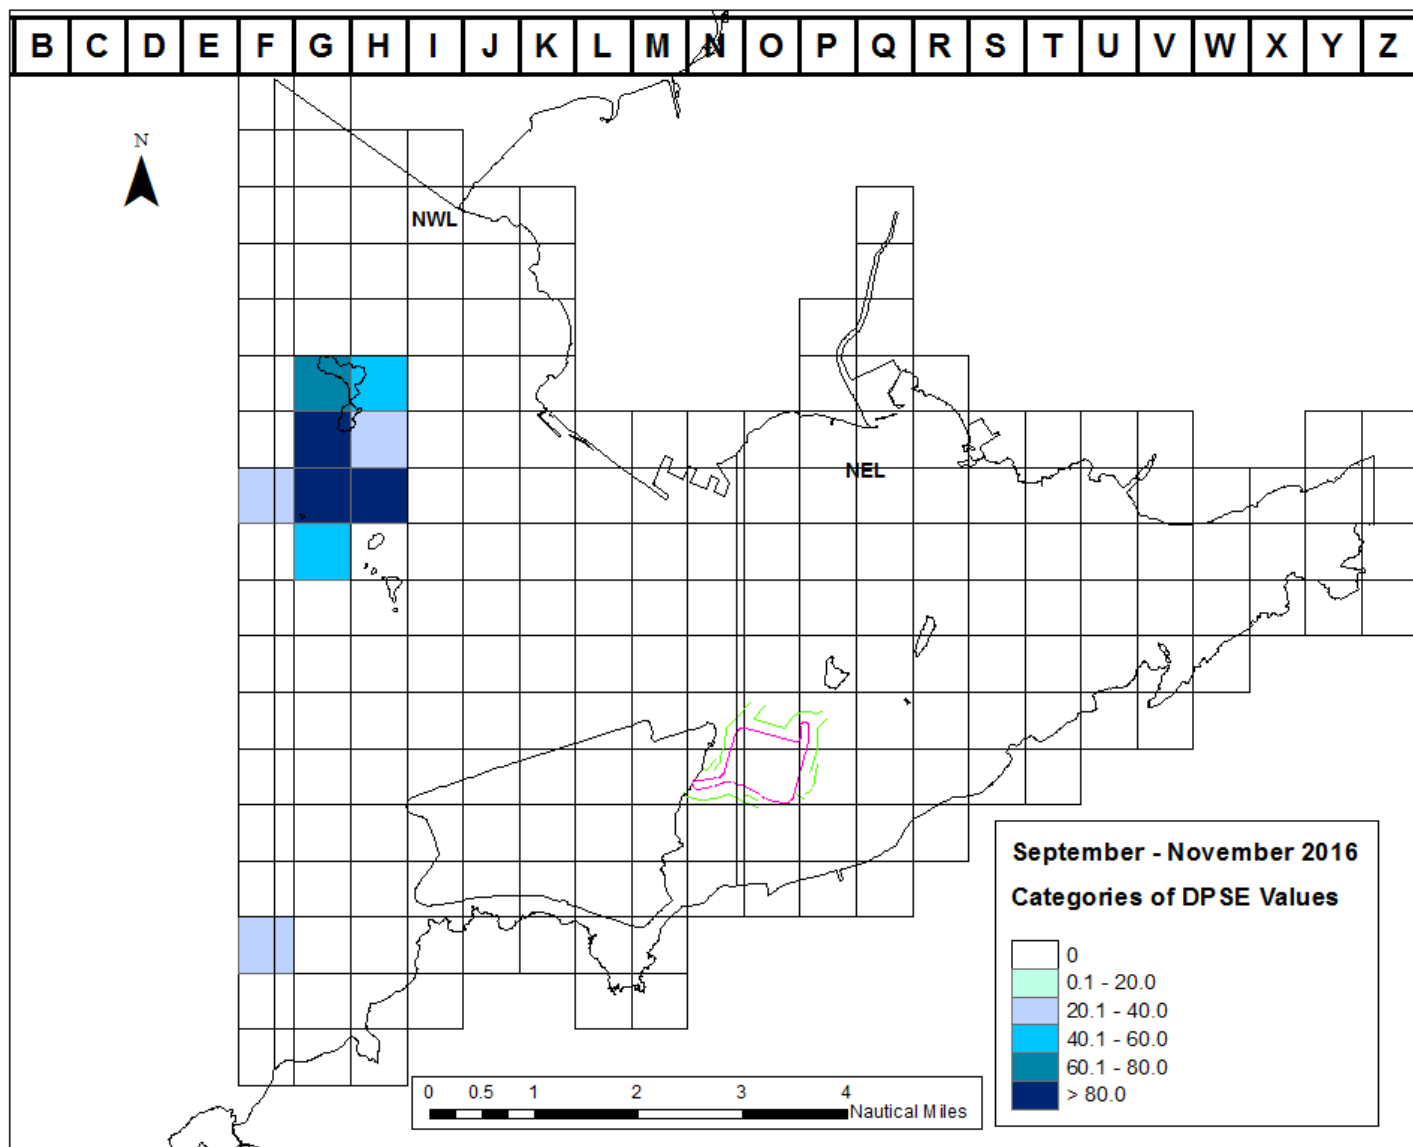 B C D E F G H I J K L M N O P Q R S T U V W X Y Z
N
NWL
NEL
September - November 2016
Categories of DPSE Values
0
0.1 - 20.0
20.1 - 40.0
40.1 - 60.0
60.1 - 80.0
> 80.0
0 0.5 1 2 3 4
Nautical Miles